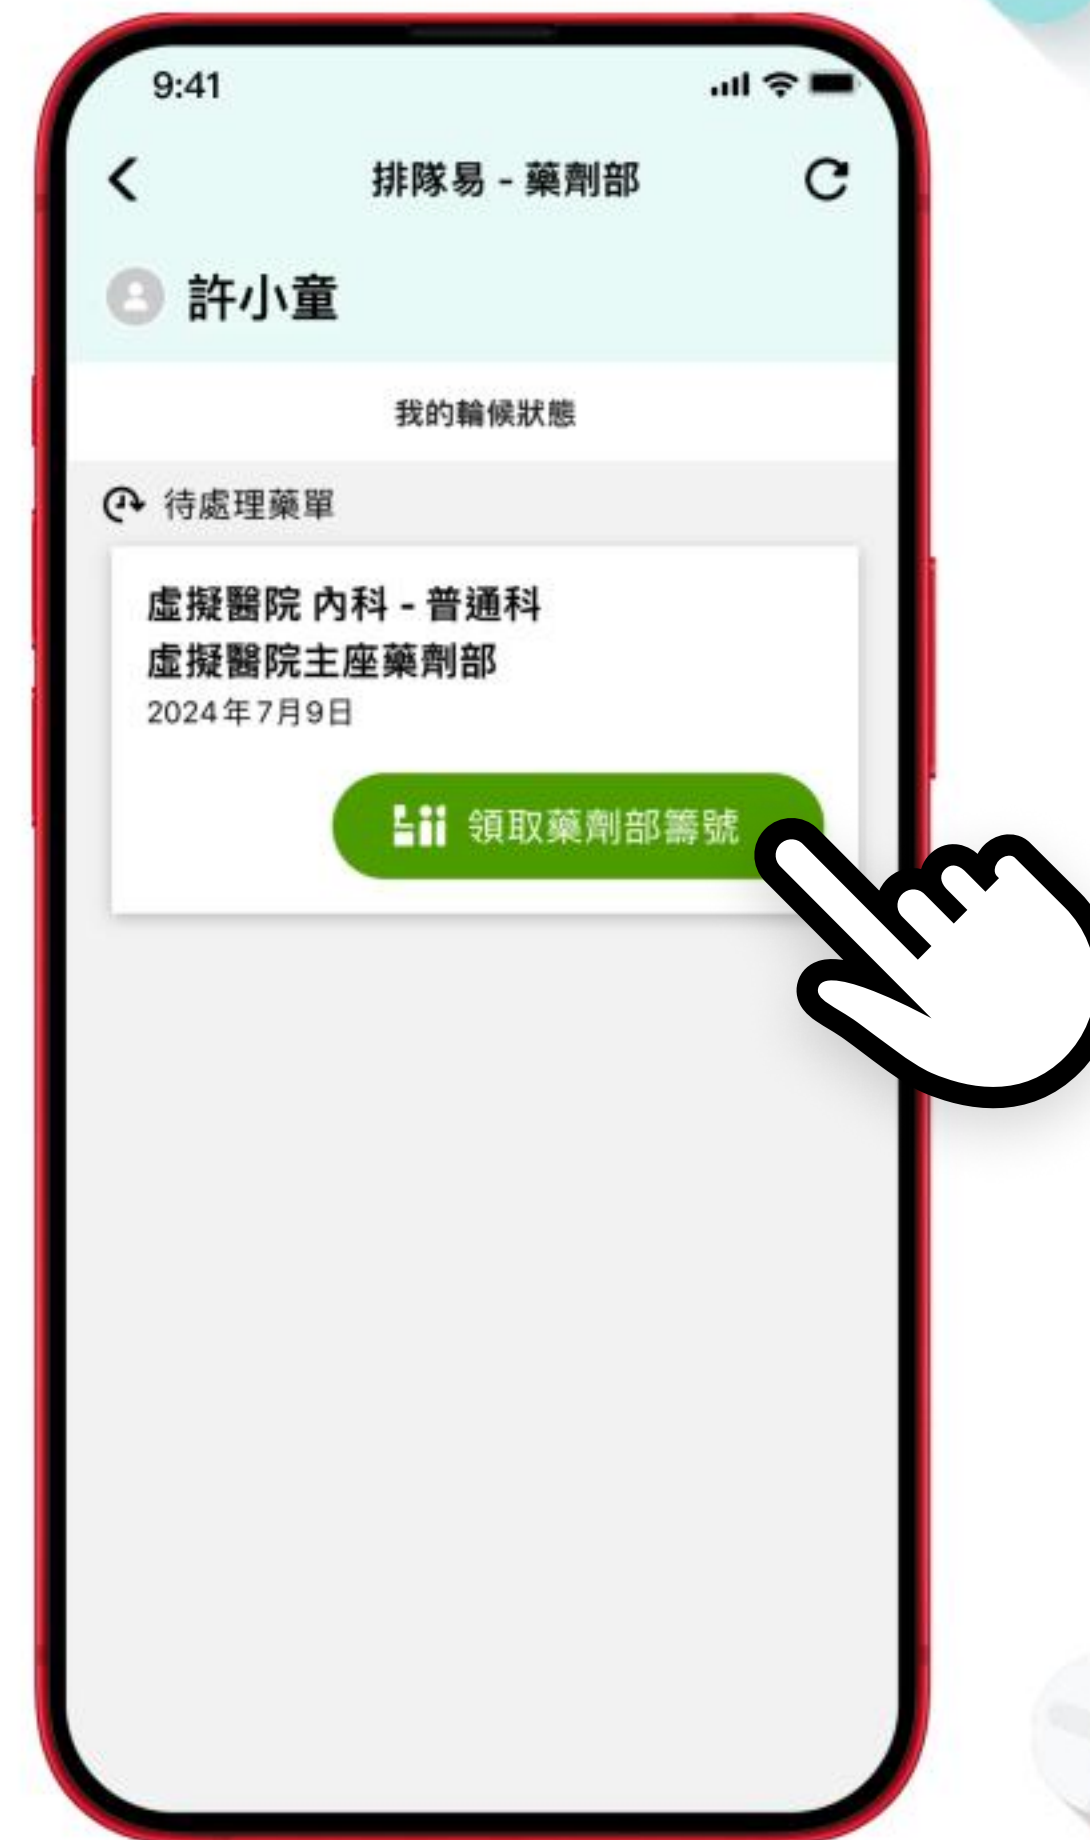 9:41
排隊易 - 藥劑部
許小童
我的輪候狀態
待處理藥單
虛擬醫院 內科 - 普通科
虛擬醫院主座藥劑部
2024年7月9日
領取藥劑部籌號